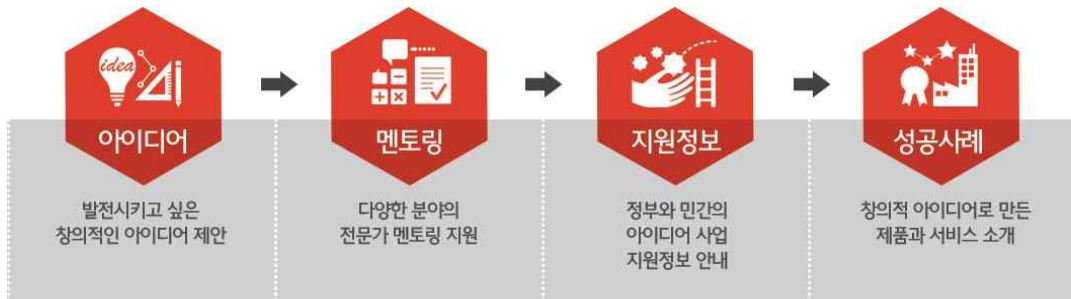 idea
아이디어
발전시키고 싶은
창의적인 아이디어 제안
멘토링
다양한 분야의
전문가 멘토링 지원
지원정보
정부와 민간의
아이디어 사업
지원정보 안내
성공사례
창의적 아이디어로 만든
제품과 서비스 소개